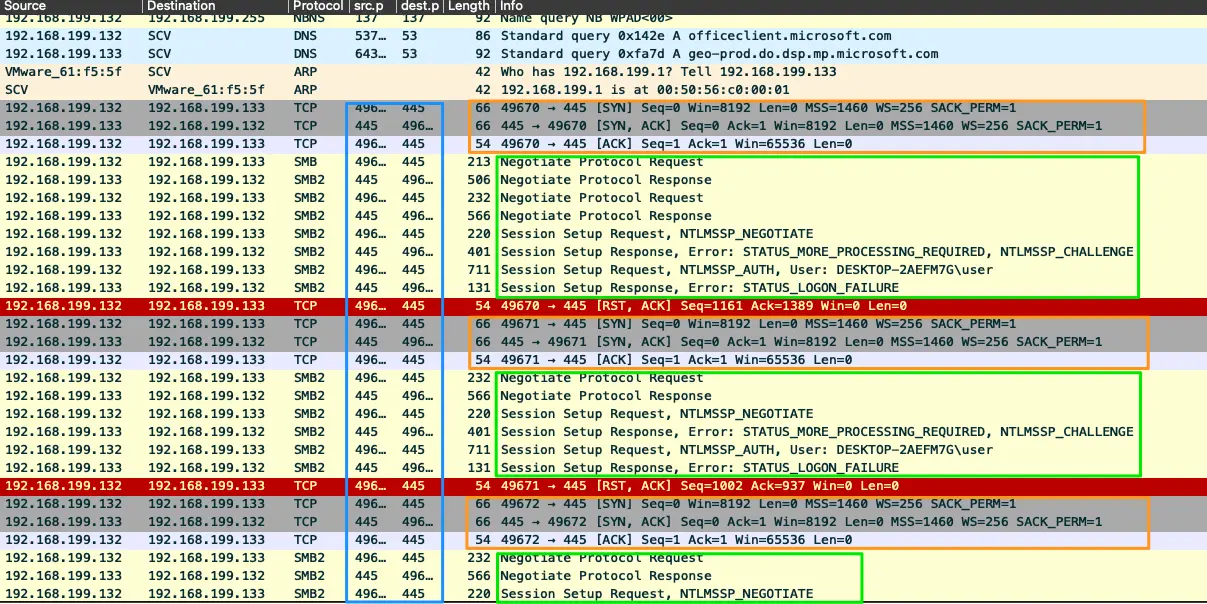 Source Destination Protocol src.p dest.p Length Info
192.168.199.132 192.168.199.255 NBNS 137 137 92 Name query NB WPAD<00>
192.168.199.132 SCV DNS 537… 53 86 Standard query 0x142e A officeclient.microsoft.com
192.168.199.132 SCV DNS 643… 53 92 Standard query 0xfa7d A geo-prod.do.dsp.mp.microsoft.com
VMware_61:f5:5f SCV ARP 42 Who has 192.168.199.1? Tell 192.168.199.133
SCV VMware_61:f5:5f ARP 42 192.168.199.1 is at 00:50:56:c0:00:01
192.168.199.132 192.168.199.133 TCP 496… 445 66 49670 → 445 [SYN] Seq=0 Win=8192 Len=0 MSS=1460 WS=256 SACK_PERM=1
192.168.199.133 192.168.199.132 TCP 445 496… 66 445 → 49670 [SYN, ACK] Seq=0 Ack=1 Win=8192 Len=0 MSS=1460 WS=256 SACK_PERM=1
192.168.199.132 192.168.199.133 TCP 496… 445 54 49670 → 445 [ACK] Seq=1 Ack=1 Win=65536 Len=0
192.168.199.132 192.168.199.133 SMB 496… 445 213 Negotiate Protocol Request
192.168.199.133 192.168.199.132 SMB2 445 496… 506 Negotiate Protocol Response
192.168.199.132 192.168.199.133 SMB2 496… 445 232 Negotiate Protocol Request
192.168.199.133 192.168.199.132 SMB2 445 496… 566 Negotiate Protocol Response
192.168.199.132 192.168.199.133 SMB2 496… 445 220 Session Setup Request, NTLMSSP_NEGOTIATE
192.168.199.133 192.168.199.132 SMB2 445 496… 401 Session Setup Response, Error: STATUS_MORE_PROCESSING_REQUIRED, NTLMSSP_CHALLENGE
192.168.199.132 192.168.199.133 SMB2 496… 445 711 Session Setup Request, NTLMSSP_AUTH, User: DESKTOP-2AEFM7G\user
192.168.199.133 192.168.199.132 SMB2 445 496… 131 Session Setup Response, Error: STATUS_LOGON_FAILURE
192.168.199.132 192.168.199.133 TCP 496… 445 54 49670 → 445 [RST, ACK] Seq=1161 Ack=1389 Win=0 Len=0
192.168.199.132 192.168.199.133 TCP 496… 445 66 49671 → 445 [SYN] Seq=0 Win=8192 Len=0 MSS=1460 WS=256 SACK_PERM=1
192.168.199.133 192.168.199.132 TCP 445 496… 66 445 → 49671 [SYN, ACK] Seq=0 Ack=1 Win=8192 Len=0 MSS=1460 WS=256 SACK_PERM=1
192.168.199.132 192.168.199.133 TCP 496… 445 54 49671 → 445 [ACK] Seq=1 Ack=1 Win=65536 Len=0
192.168.199.132 192.168.199.133 SMB2 496… 445 232 Negotiate Protocol Request
192.168.199.133 192.168.199.132 SMB2 445 496… 566 Negotiate Protocol Response
192.168.199.132 192.168.199.133 SMB2 496… 445 220 Session Setup Request, NTLMSSP_NEGOTIATE
192.168.199.133 192.168.199.132 SMB2 445 496… 401 Session Setup Response, Error: STATUS_MORE_PROCESSING_REQUIRED, NTLMSSP_CHALLENGE
192.168.199.132 192.168.199.133 SMB2 496… 445 711 Session Setup Request, NTLMSSP_AUTH, User: DESKTOP-2AEFM7G\user
192.168.199.133 192.168.199.132 SMB2 445 496… 131 Session Setup Response, Error: STATUS_LOGON_FAILURE
192.168.199.132 192.168.199.133 TCP 496… 445 54 49671 → 445 [RST, ACK] Seq=1002 Ack=937 Win=0 Len=0
192.168.199.132 192.168.199.133 TCP 496… 445 66 49672 → 445 [SYN] Seq=0 Win=8192 Len=0 MSS=1460 WS=256 SACK_PERM=1
192.168.199.133 192.168.199.132 TCP 445 496… 66 445 → 49672 [SYN, ACK] Seq=0 Ack=1 Win=8192 Len=0 MSS=1460 WS=256 SACK_PERM=1
192.168.199.132 192.168.199.133 TCP 496… 445 54 49672 → 445 [ACK] Seq=1 Ack=1 Win=65536 Len=0
192.168.199.132 192.168.199.133 SMB2 496… 445 232 Negotiate Protocol Request
192.168.199.133 192.168.199.132 SMB2 445 496… 566 Negotiate Protocol Response
192.168.199.132 192.168.199.133 SMB2 496… 445 220 Session Setup Request, NTLMSSP_NEGOTIATE